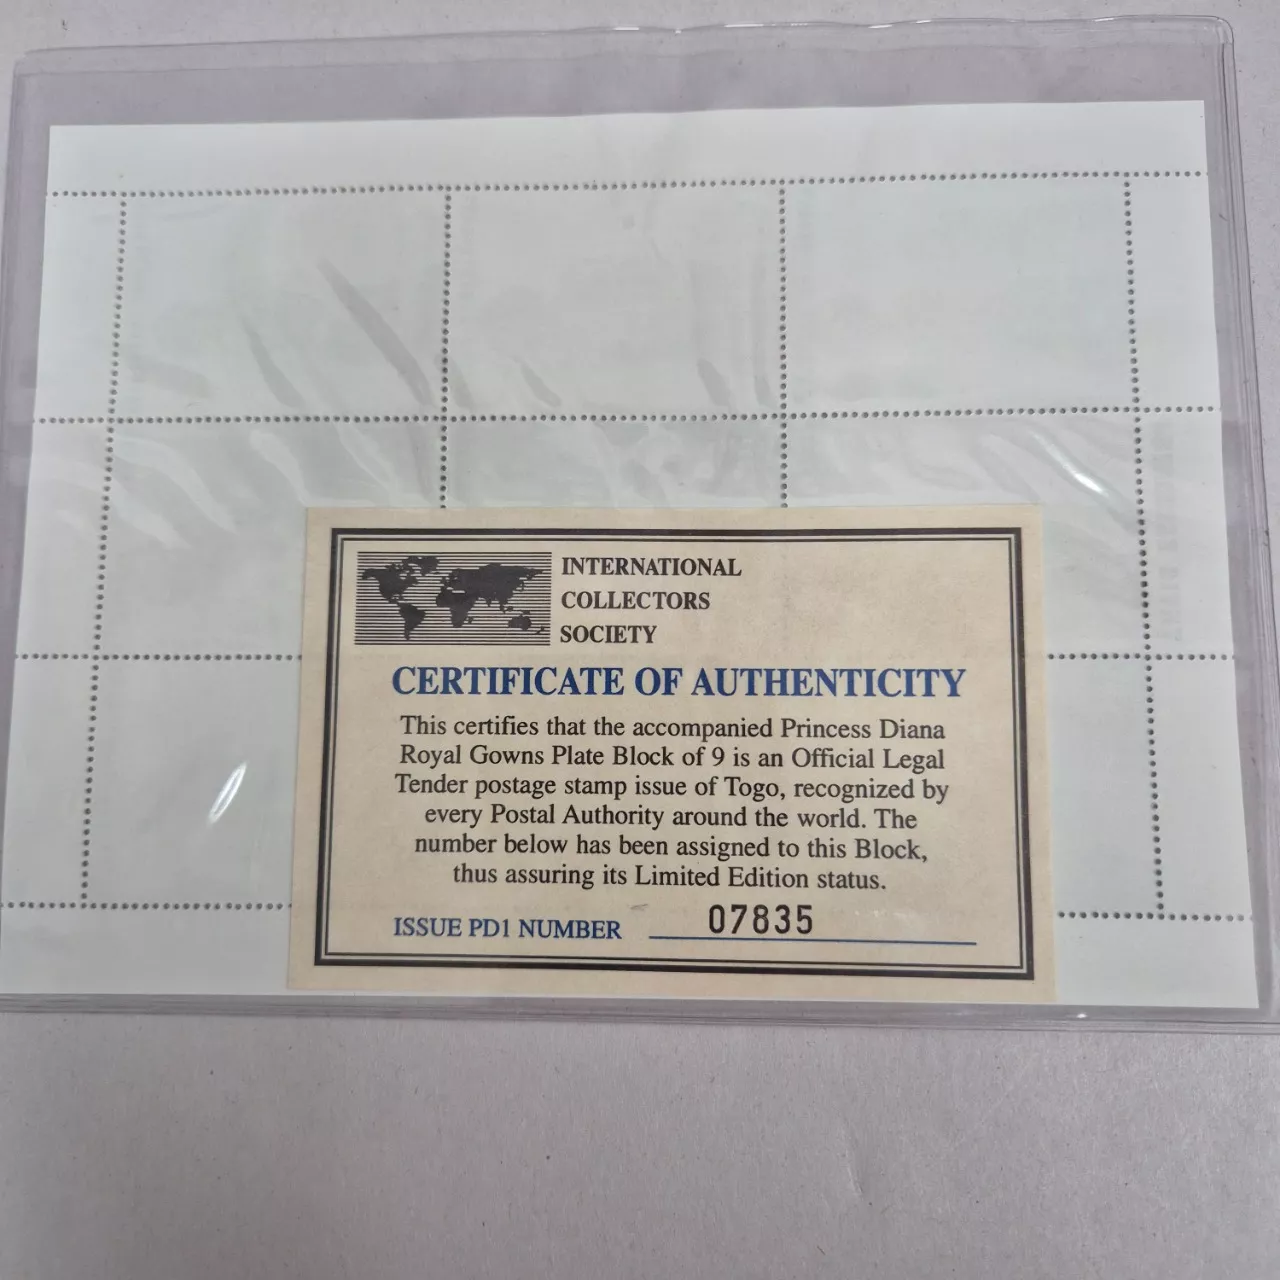 INTERNATIONAL
COLLECTORS
SOCIETY
CERTIFICATE OF AUTHENTICITY
This certifies that the accompanied Princess Diana
Royal Gowns Plate Block of 9 is an Official Legal
Tender postage stamp issue of Togo, recognized by
every Postal Authority around the world. The
number below has been assigned to this Block,
thus assuring its Limited Edition status.
ISSUE PD1 NUMBER 07835